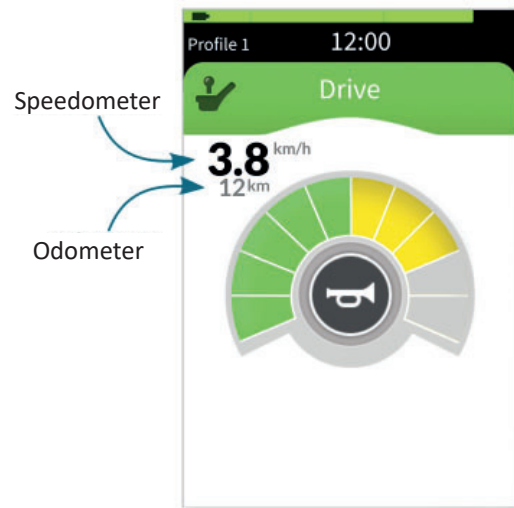 Profile 1
12:00
Drive
Speedometer
3.8 km/h
12 km
Odometer